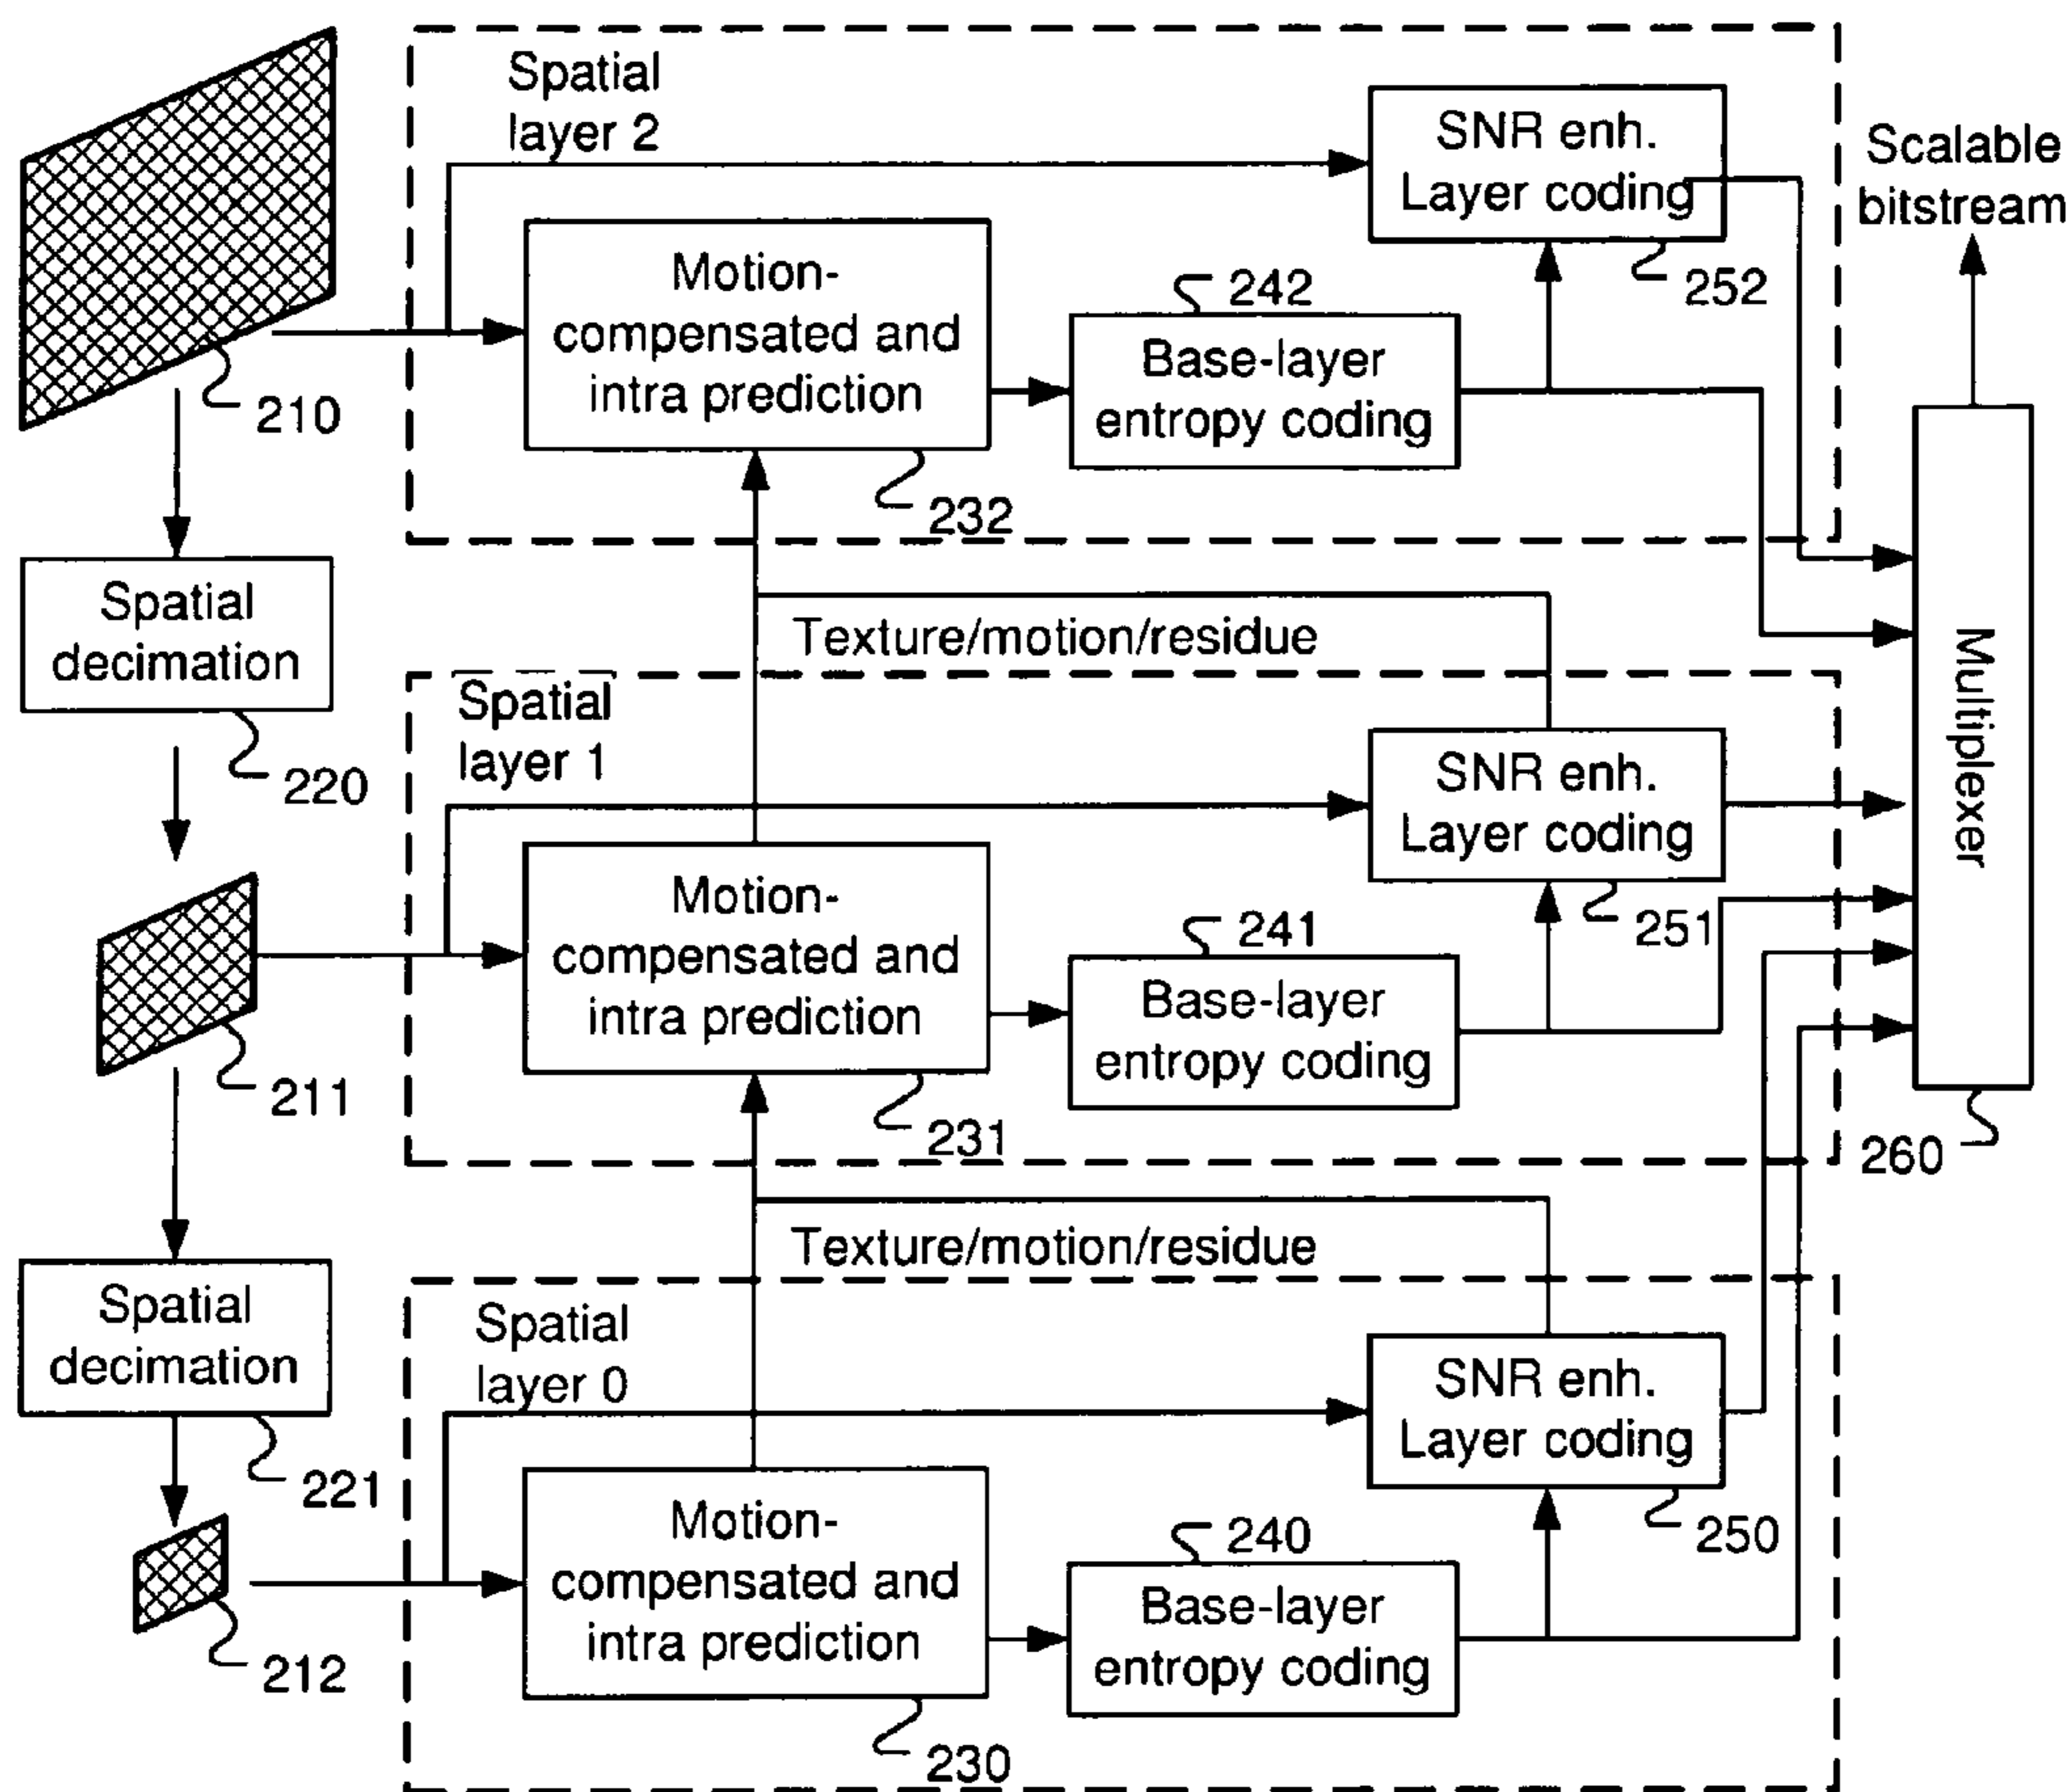 Spatial
layer 2
SNR enh.
Layer coding
252
Scalable
bitstream
Motion-
compensated and
intra prediction
232
242
Base-layer
entropy coding
210
Spatial
decimation
220
Texture/motion/residue
Multiplexer
260
Spatial
layer 1
SNR enh.
Layer coding
251
Motion-
compensated and
intra prediction
231
241
Base-layer
entropy coding
211
Spatial
decimation
221
Texture/motion/residue
Spatial
layer 0
SNR enh.
Layer coding
250
Motion-
compensated and
intra prediction
230
240
Base-layer
entropy coding
212